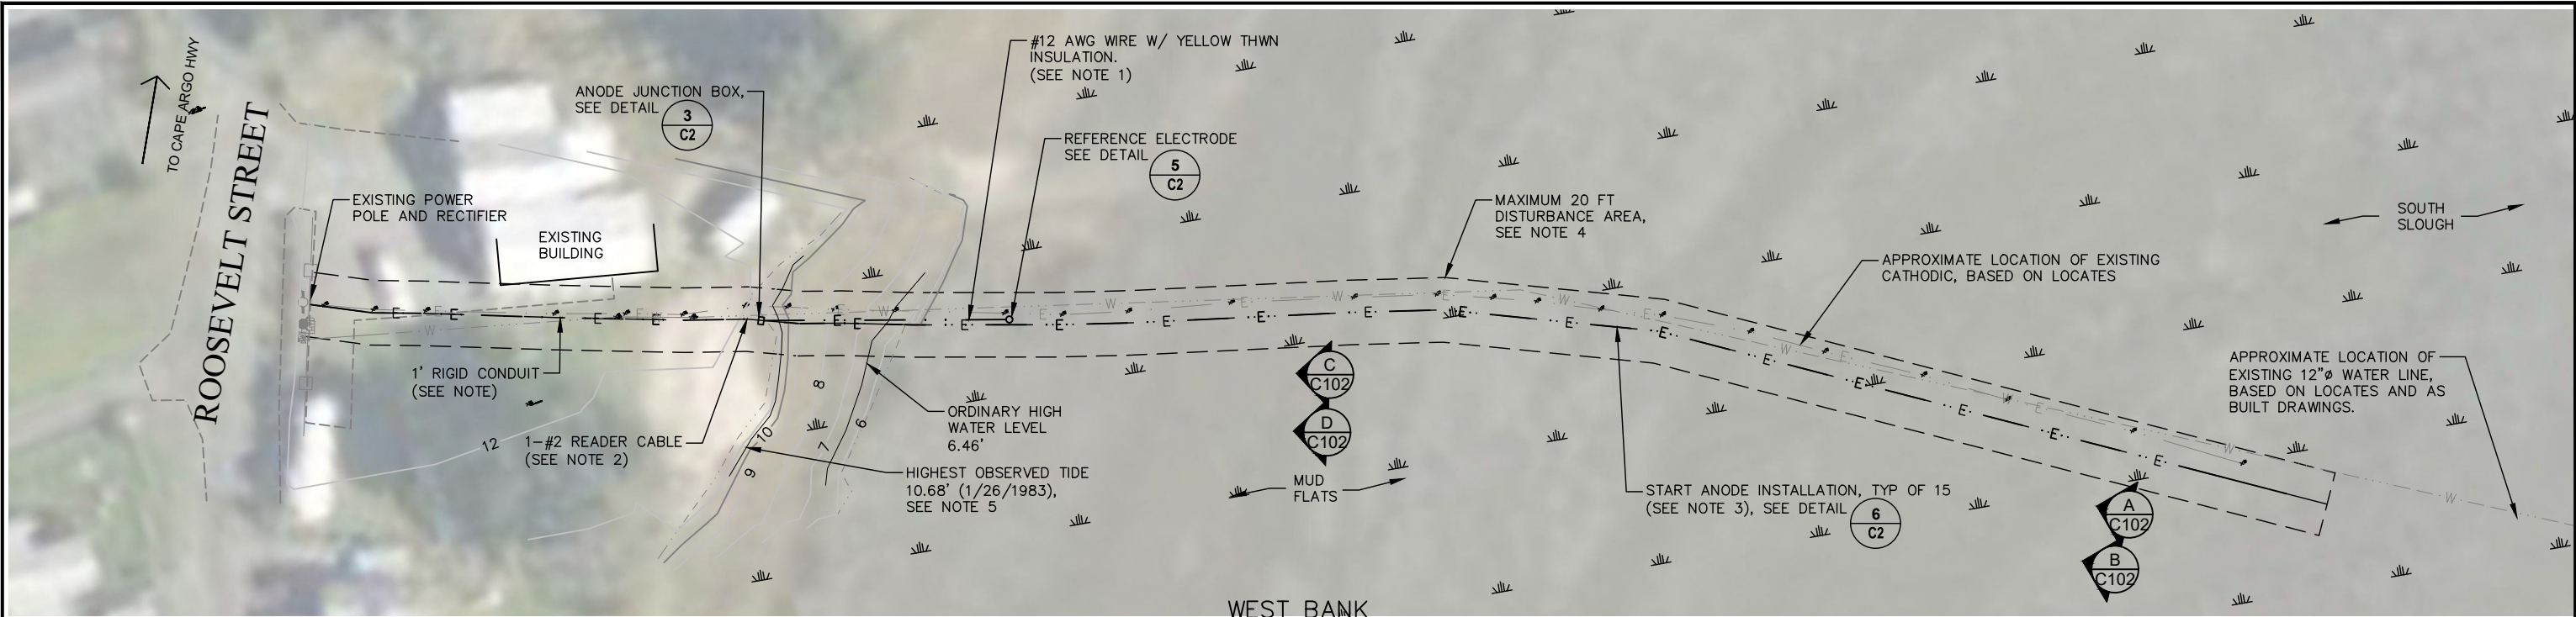 TO CAPE ARGO HWY
ROOSEVELT STREET
EXISTING POWER
POLE AND RECTIFIER
EXISTING
BUILDING
ANODE JUNCTION BOX,
SEE DETAIL
3
C2
#12 AWG WIRE W/ YELLOW THWN
INSULATION.
(SEE NOTE 1)
REFERENCE ELECTRODE
SEE DETAIL
5
C2
MAXIMUM 20 FT
DISTURBANCE AREA,
SEE NOTE 4
SOUTH
SLOUGH
APPROXIMATE LOCATION OF EXISTING
CATHODIC, BASED ON LOCATES
APPROXIMATE LOCATION OF
EXISTING 12"ø WATER LINE,
BASED ON LOCATES AND AS
BUILT DRAWINGS.
1' RIGID CONDUIT
(SEE NOTE)
12
1-#2 READER CABLE
(SEE NOTE 2)
10
9
8
7
6
ORDINARY HIGH
WATER LEVEL
6.46'
HIGHEST OBSERVED TIDE
10.68' (1/26/1983),
SEE NOTE 5
C
C102
D
C102
MUD
FLATS
START ANODE INSTALLATION, TYP OF 15
(SEE NOTE 3), SEE DETAIL
6
C2
A
C102
B
C102
WEST BANK